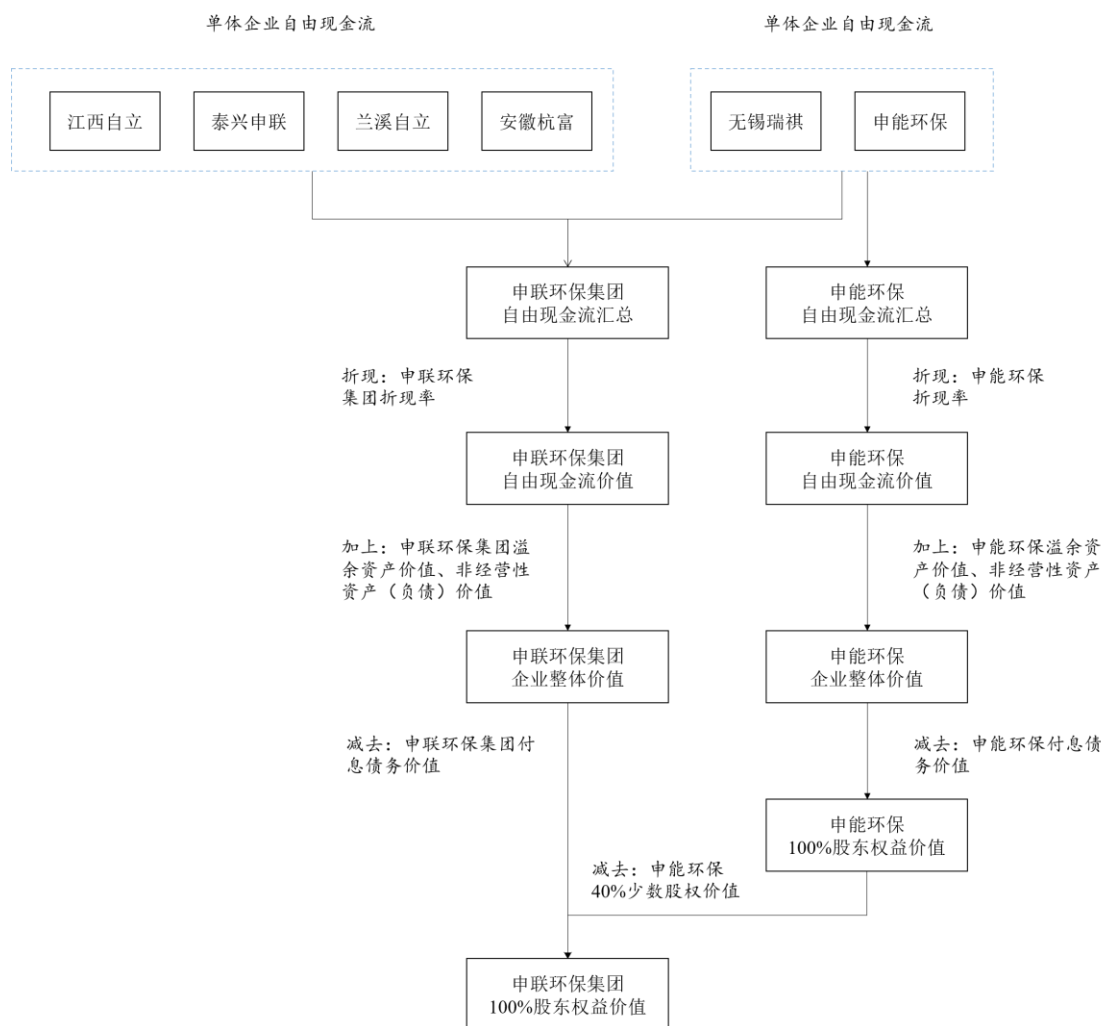 单体企业自由现金流
单体企业自由现金流
江西自立
泰兴申联
兰溪自立
安徽杭富
无锡瑞祺
申能环保
申联环保集团
自由现金流汇总
申能环保
自由现金流汇总
折现：申联环保
集团折现率
折现：申能环保
折现率
申联环保集团
自由现金流价值
申能环保
自由现金流价值
加上：申联环保集团溢
余资产价值、非经营性
资产（负债）价值
加上：申能环保溢余资
产价值、非经营性资产
（负债）价值
申联环保集团
企业整体价值
申能环保
企业整体价值
减去：申联环保集团付
息债务价值
减去：申能环保付息债
务价值
申能环保
100%股东权益价值
减去：申能环保
40%少数股权价值
申联环保集团
100%股东权益价值